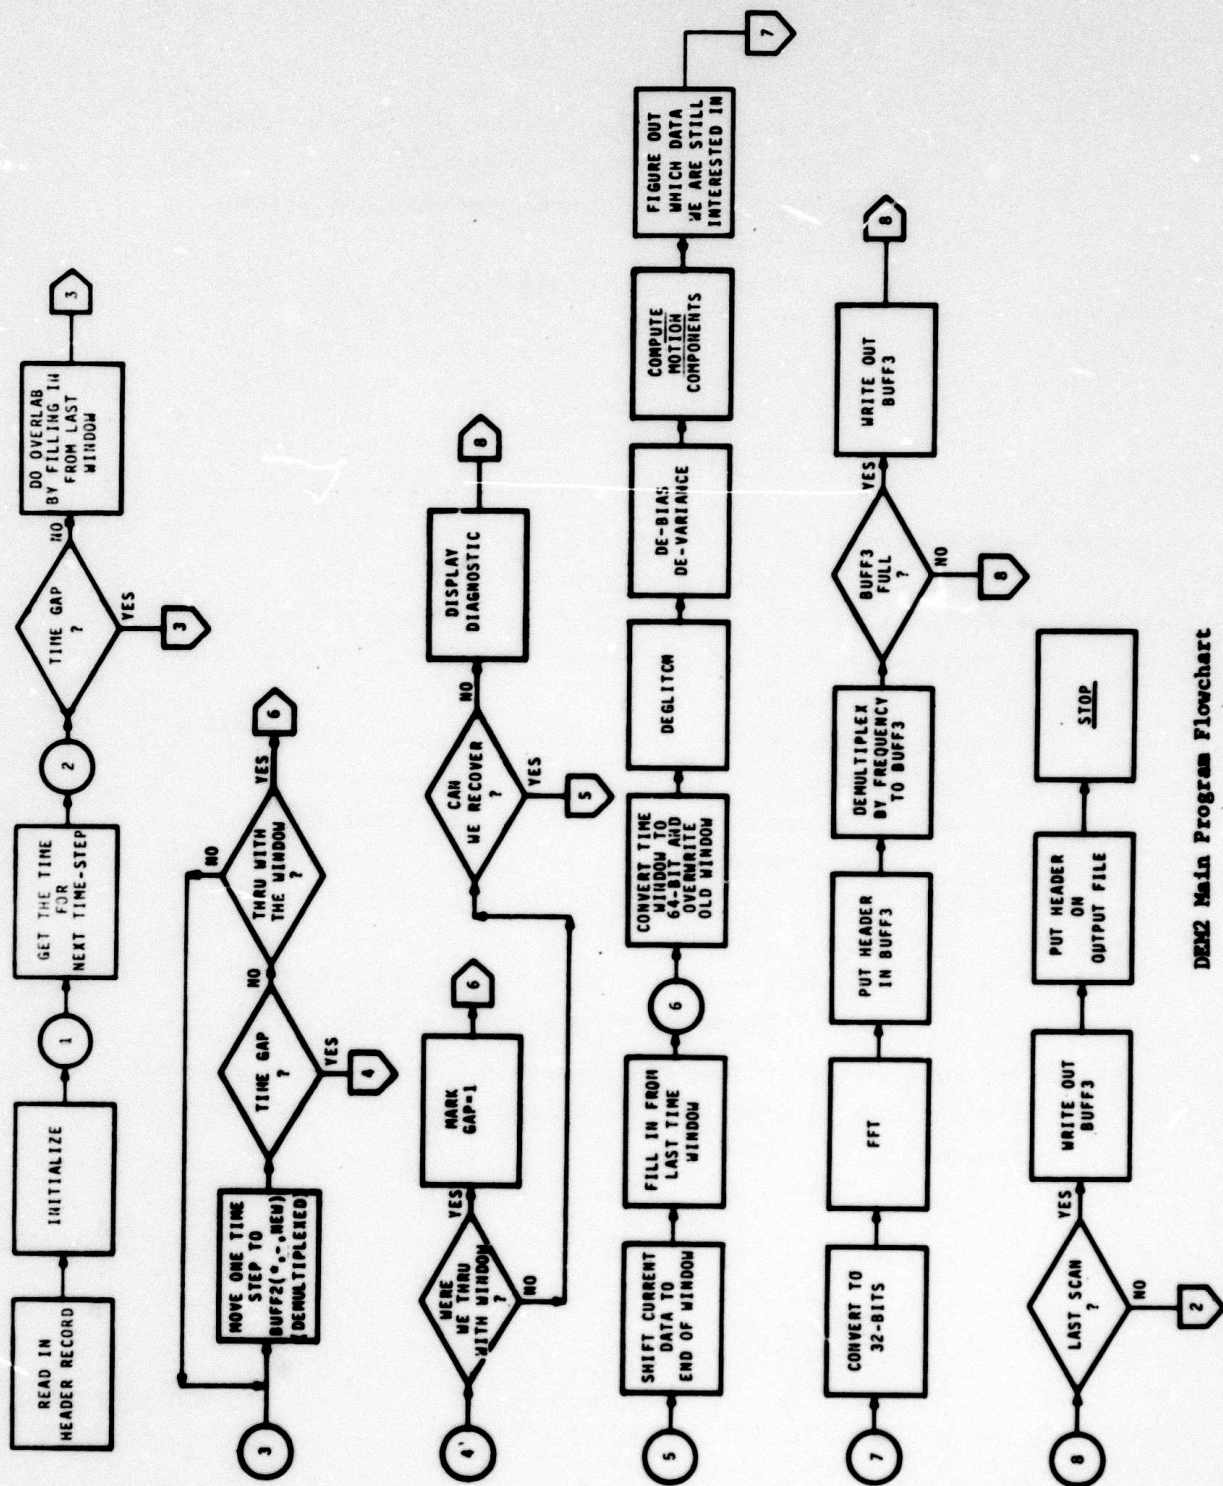 READ IN
HEADER RECORD
INITIALIZE
1
GET THE TIME
FOR
NEXT TIME-STEP
2
TIME GAP
?
NO
YES
3
DO OVERLAB
BY FILLING IN
FROM LAST
WINDOW
3
3
MOVE ONE TIME
STEP TO
BUFF2(*,-,NEW)
(DEMULTIPLEXED)
TIME GAP
?
NO
YES
4
THRU WITH
THE WINDOW
?
NO
YES
6
4'
WERE
WE THRU
WITH WINDOW
?
YES
NO
MARK
GAP=1
6
CAN
WE RECOVER
?
NO
YES
5
DISPLAY
DIAGNOSTIC
8
5
SHIFT CURRENT
DATA TO
END OF WINDOW
FILL IN FROM
LAST TIME
WINDOW
6
CONVERT TIME
WINDOW TO
64-BIT AND
OVERWRITE
OLD WINDOW
DEGLITCH
DE-BIAS
DE-VARIANCE
COMPUTE
MOTION
COMPONENTS
FIGURE OUT
WHICH DATA
WE ARE STILL
INTERESTED IN
7
7
CONVERT TO
32-BITS
FFT
PUT HEADER
IN BUFF3
DEMULTIPLEX
BY FREQUENCY
TO BUFF3
BUFF3
FULL
?
YES
NO
8
WRITE OUT
BUFF3
8
8
LAST SCAN
?
YES
NO
2
WRITE OUT
BUFF3
PUT HEADER
ON
OUTPUT FILE
STOP
DRM2 Main Program Flowchart